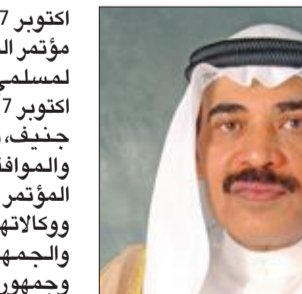 اكتوبر 7
مؤتمر ال
لمسلمي
اكتوبر 7
جنيف،
والموافق
المؤتمر
ووكالاته
والجمه
وجمهور